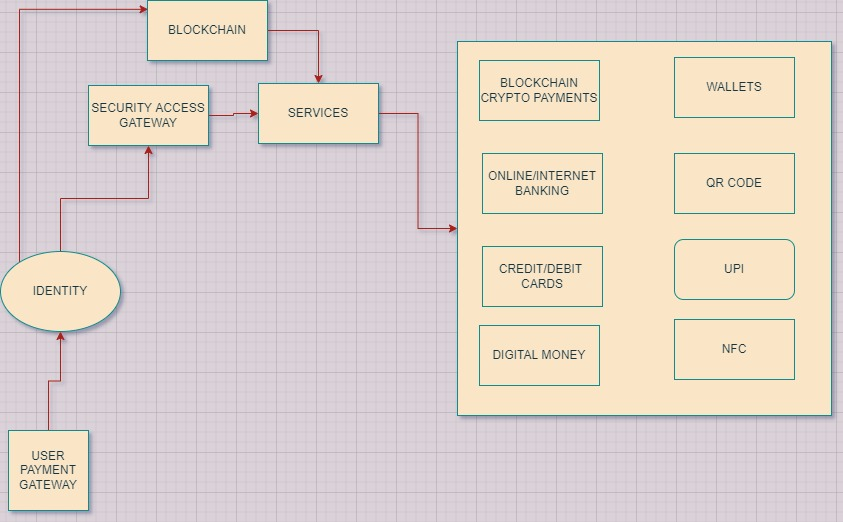 BLOCKCHAIN
SECURITY ACCESS
GATEWAY
SERVICES
IDENTITY
USER
PAYMENT
GATEWAY
BLOCKCHAIN
CRYPTO PAYMENTS
WALLETS
ONLINE/INTERNET
BANKING
QR CODE
CREDIT/DEBIT
CARDS
UPI
DIGITAL MONEY
NFC